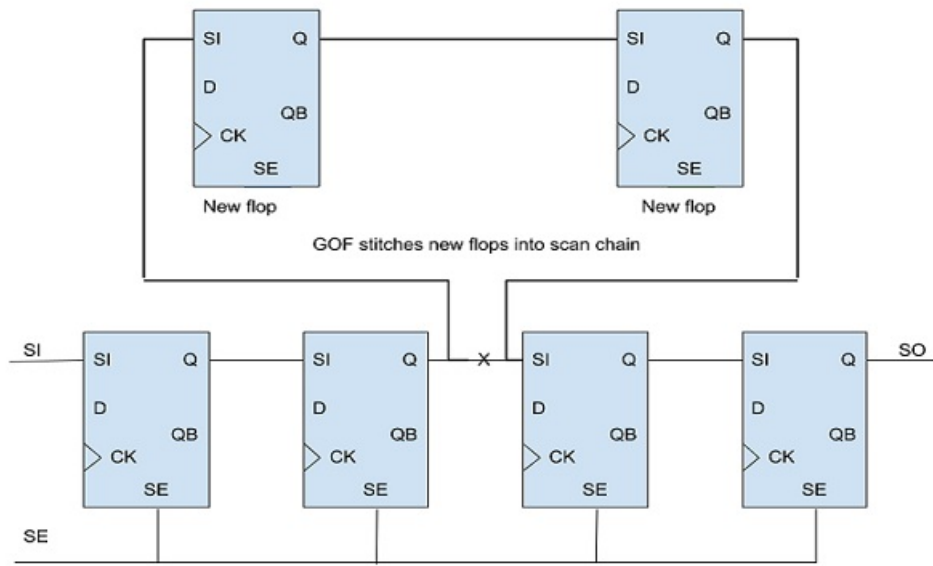 SI Q SI Q
D D
QB QB
CK CK
SE SE
New flop New flop
GOF stitches new flops into scan chain
SI SO
SI Q SI Q X SI Q SI Q
D D D D
QB QB QB QB
CK CK CK CK
SE SE SE SE
SE